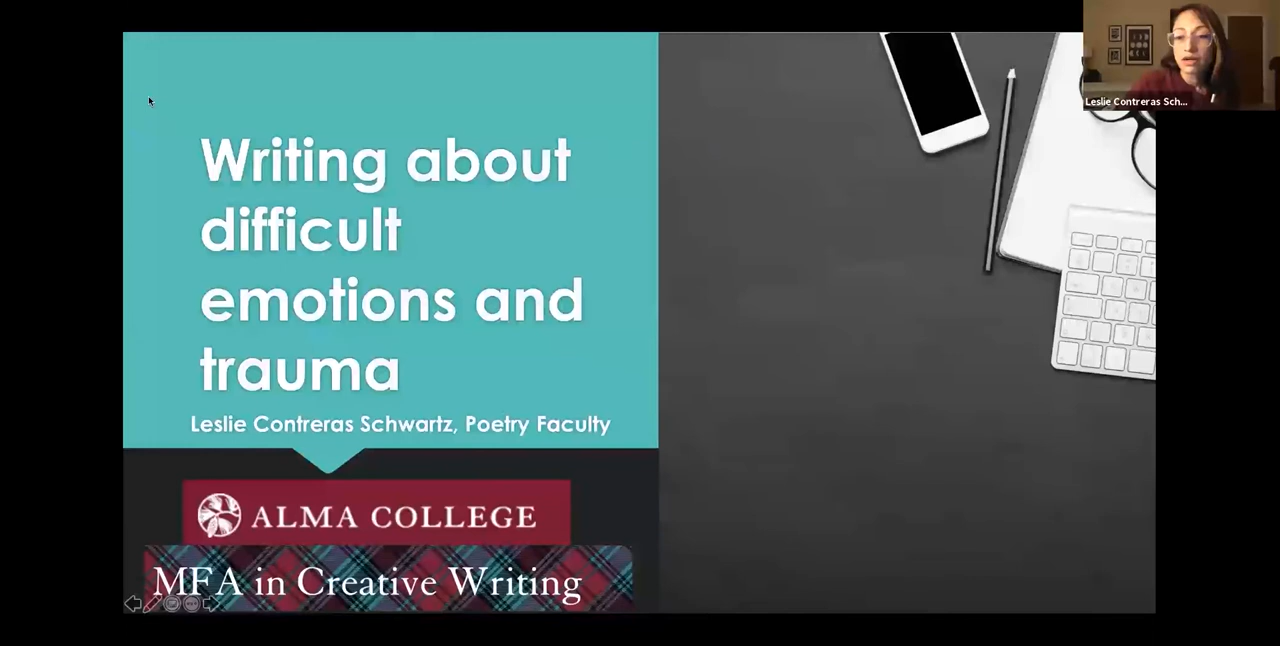 Writing about
difficult
emotions and
trauma
Leslie Contreras Schwartz, Poetry Faculty
ALMA COLLEGE
MFA in Creative Writing
Leslie Contreras Sch...